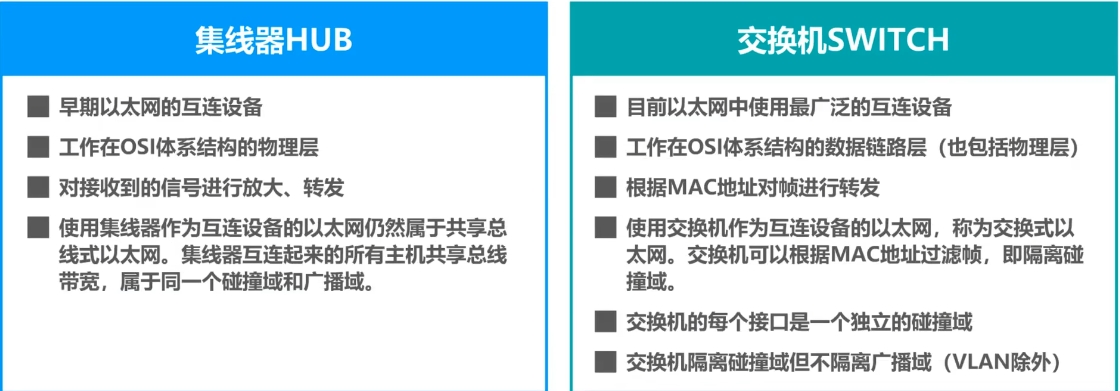 集线器HUB
早期以太网的互连设备
工作在OSI体系结构的物理层
对接收到的信号进行放大、转发
使用集线器作为互连设备的以太网仍然属于共享总
线式以太网。集线器互连起来的所有主机共享总线
带宽，属于同一个碰撞域和广播域。
交换机SWITCH
目前以太网中使用最广泛的互连设备
工作在OSI体系结构的数据链路层（也包括物理层）
根据MAC地址对帧进行转发
使用交换机作为互连设备的以太网，称为交换式以
太网。交换机可以根据MAC地址过滤帧，即隔离碰
撞域。
交换机的每个接口是一个独立的碰撞域
交换机隔离碰撞域但不隔离广播域（VLAN除外）